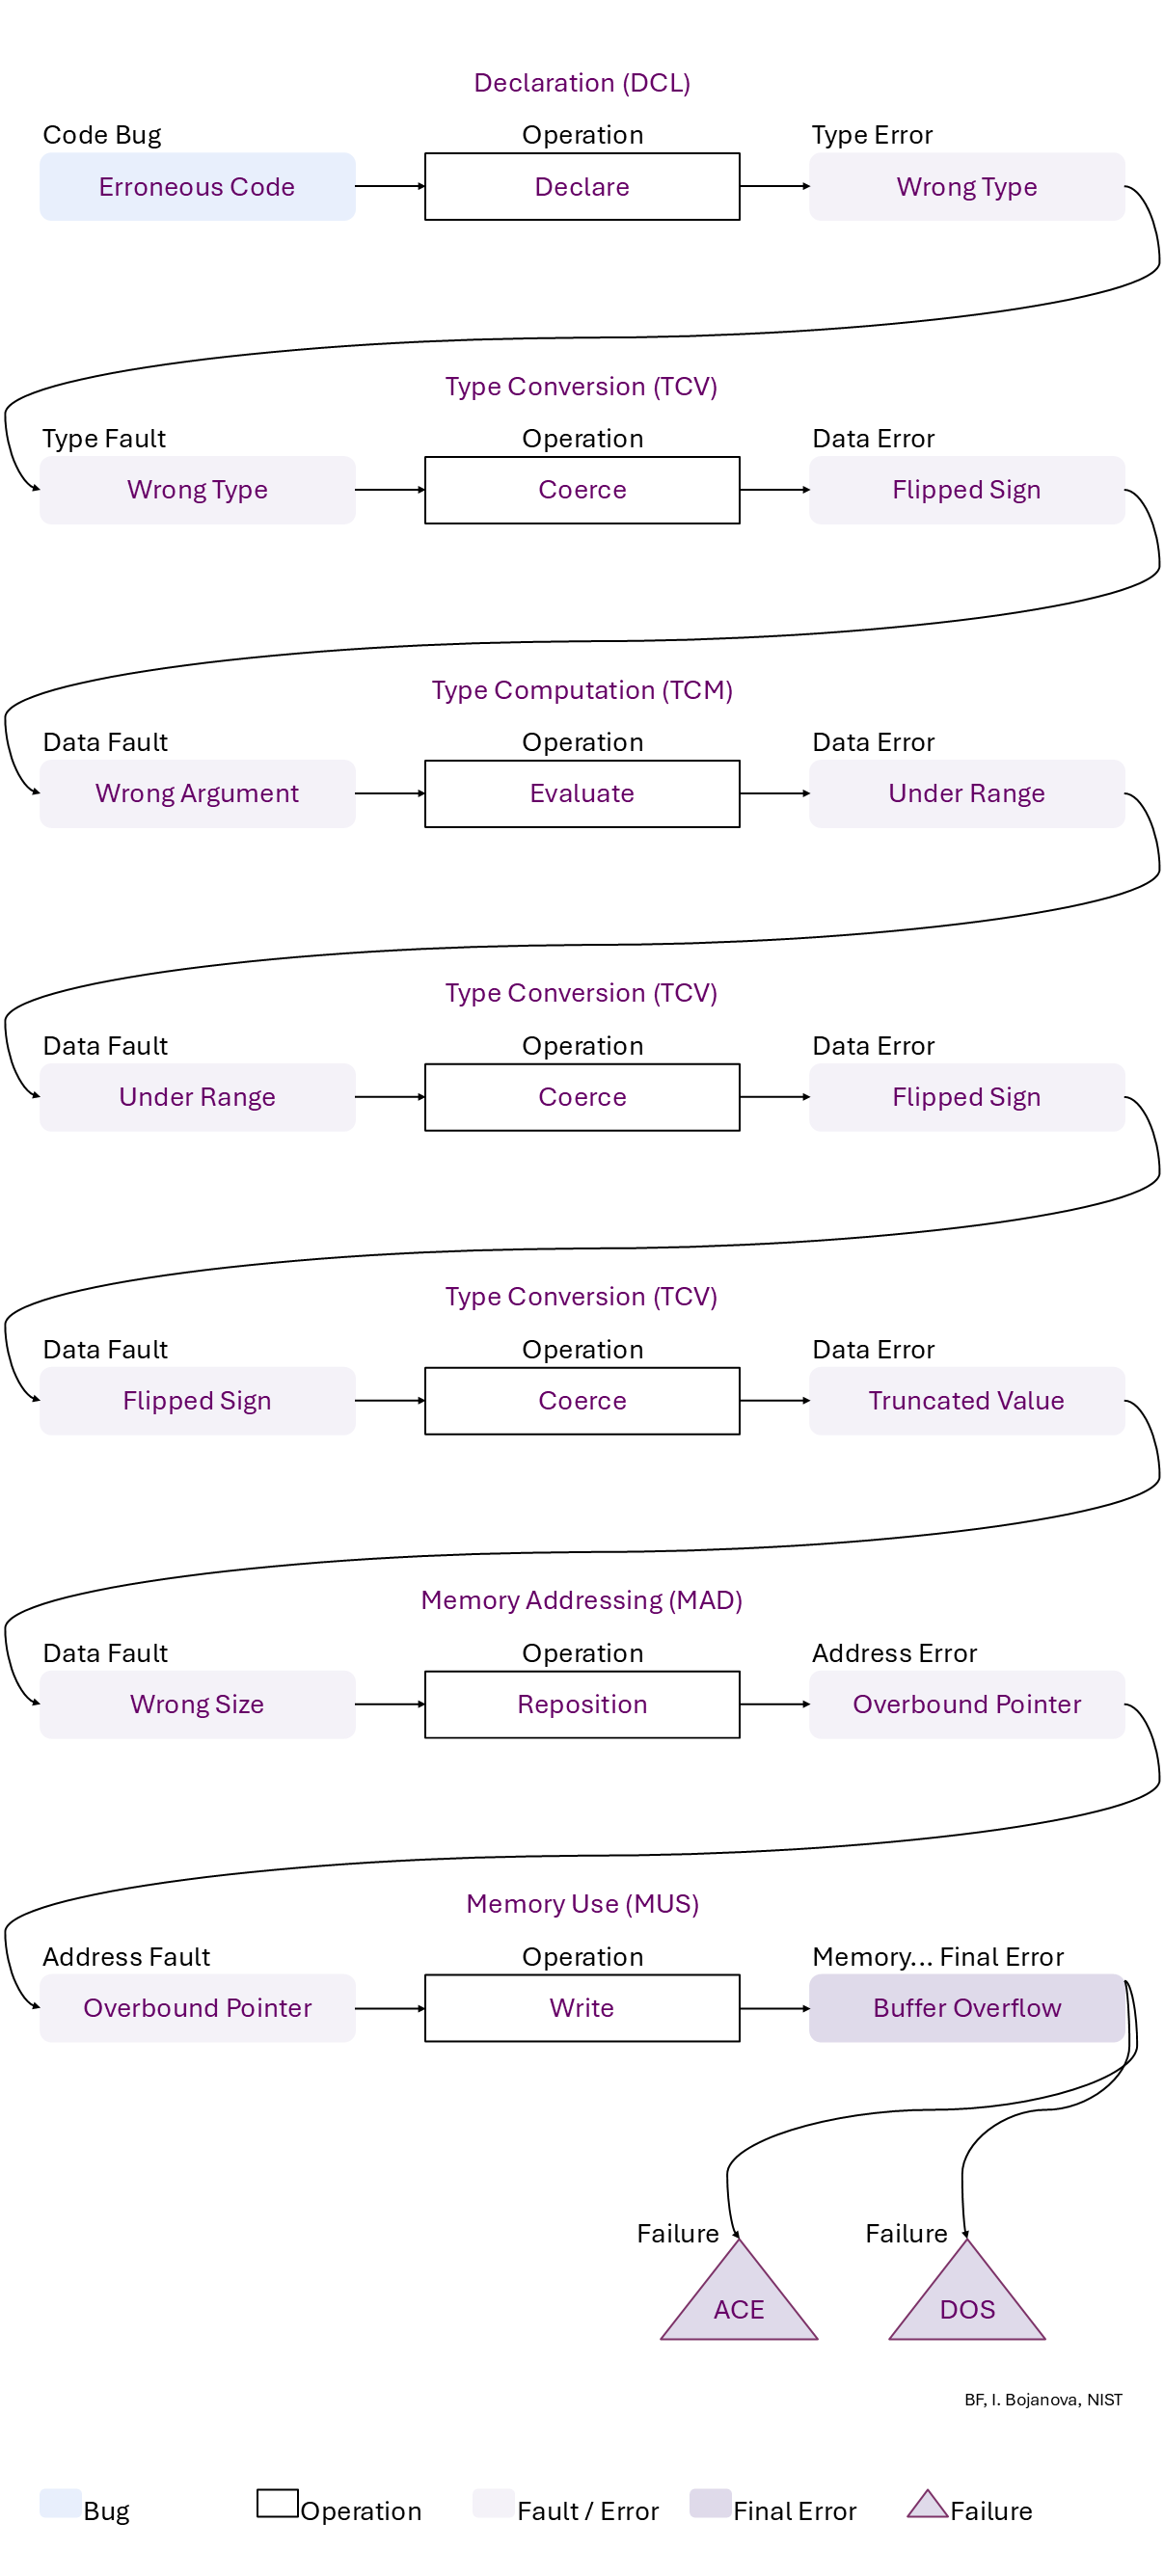 Declaration (DCL)
Code Bug Operation Type Error
Erroneous Code Declare Wrong Type
Type Conversion (TCV)
Type Fault Operation Data Error
Wrong Type Coerce Flipped Sign
Type Computation (TCM)
Data Fault Operation Data Error
Wrong Argument Evaluate Under Range
Type Conversion (TCV)
Data Fault Operation Data Error
Under Range Coerce Flipped Sign
Type Conversion (TCV)
Data Fault Operation Data Error
Flipped Sign Coerce Truncated Value
Memory Addressing (MAD)
Data Fault Operation Address Error
Wrong Size Reposition Overbound Pointer
Memory Use (MUS)
Address Fault Operation Memory... Final Error
Overbound Pointer Write Buffer Overflow
Failure Failure
ACE DOS
BF, I. Bojanova, NIST
Bug Operation Fault / Error Final Error Failure